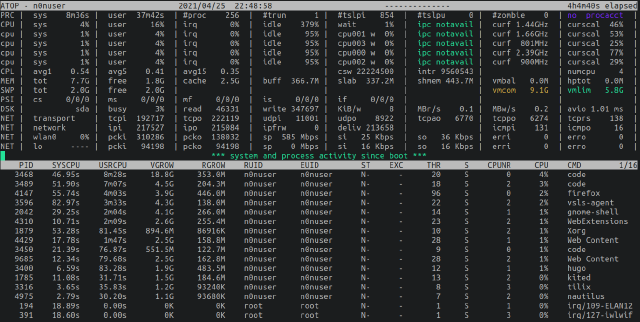 ATOP - n0nuser 2021/04/25 22:48:58 -------------- 4h4m40s elapsed
PRC | sys 8m36s | user 37m42s | #proc 256 | #trun 1 | #tslpi 854 | #tslpu 0 | #zombie 0 | no procacct |
CPU | sys 4% | user 16% | irq 0% | idle 379% | wait 1% | ipc notavail | curf 1.44GHz | curscal 46% |
cpu | sys 1% | user 4% | irq 0% | idle 95% | cpu001 w 0% | ipc notavail | curf 1.66GHz | curscal 53% |
cpu | sys 1% | user 4% | irq 0% | idle 95% | cpu003 w 0% | ipc notavail | curf 801MHz | curscal 25% |
cpu | sys 1% | user 4% | irq 0% | idle 95% | cpu000 w 0% | ipc notavail | curf 2.39GHz | curscal 77% |
cpu | sys 1% | user 4% | irq 0% | idle 95% | cpu002 w 0% | ipc notavail | curf 900MHz | curscal 29% |
CPL | avg1 0.54 | avg5 0.41 | avg15 0.35 | | csw 22224500 | intr 9560543 | | numcpu 4 |
MEM | tot 7.7G | free 1.8G | cache 2.5G | buff 366.7M | slab 337.2M | shmem 443.7M | vmbal 0.0M | hptot 0.0M |
SWP | tot 2.0G | free 2.0G | | | | | vmcom 9.1G | vmlim 5.8G |
PSI | cs 0/0/0 | ms 0/0/0 | mf 0/0/0 | is 0/0/0 | if 0/0/0 | | | |
DSK | sda | busy 3% | read 46331 | write 347697 | KiB/w 0 | MBr/s 0.1 | MBw/s 0.2 | avio 1.01 ms |
NET | transport | tcpi 192717 | tcpo 222119 | udpi 11001 | udpo 8922 | tcpao 6770 | tcppo 6274 | tcprs 138 |
NET | network | ipi 217527 | ipo 215084 | ipfrw 0 | deliv 213658 | | icmpi 131 | icmpo 16 |
NET | wlan0 0% | pcki 310286 | pcko 138032 | sp 585 Mbps | si 25 Kbps | so 36 Kbps | erri 0 | erro 0 |
NET | lo ---- | pcki 94198 | pcko 94198 | sp 0 Mbps | si 16 Kbps | so 16 Kbps | erri 0 | erro 0 |
*** system and process activity since boot ***
PID SYSCPU USRCPU VGROW RGROW RUID EUID ST EXC THR S CPUNR CPU CMD 1/16
3468 46.95s 8m28s 18.8G 353.0M n0nuser n0nuser N- - 20 S 0 4% code
3489 51.90s 7m07s 4.5G 204.3M n0nuser n0nuser N- - 18 S 2 3% code
4147 55.74s 4m03s 3.9G 446.0M n0nuser n0nuser N- - 96 S 0 2% firefox
3596 82.97s 3m33s 4.3G 138.0M n0nuser n0nuser N- - 22 S 2 2% vsls-agent
2042 29.25s 2m04s 4.1G 266.0M n0nuser n0nuser N- - 14 S 1 1% gnome-shell
4310 10.71s 2m09s 2.6G 255.4M n0nuser n0nuser N- - 23 S 2 1% WebExtensions
1879 53.28s 81.45s 894.6M 86916K n0nuser n0nuser N- - 10 S 2 1% Xorg
4429 17.78s 1m47s 2.5G 158.8M n0nuser n0nuser N- - 22 S 1 1% Web Content
3450 21.39s 76.87s 551.5M 122.7M n0nuser n0nuser N- - 9 S 0 1% code
9685 12.34s 79.68s 2.5G 162.8M n0nuser n0nuser N- - 22 S 0 1% Web Content
3400 6.59s 83.28s 1.9G 483.5M n0nuser n0nuser N- - 12 S 1 1% hugo
1785 11.08s 31.71s 1.5G 184.6M n0nuser n0nuser N- - 13 S 2 0% kited
3316 3.65s 35.83s 1.2G 93240K n0nuser n0nuser N- - 8 S 3 0% tilix
4975 2.79s 30.20s 1.1G 93680K n0nuser n0nuser N- - 7 S 2 0% nautilus
194 18.89s 0.00s 0K 0K root root N- - 1 S 1 0% irq/109-ELAN12
391 18.60s 0.00s 0K 0K root root N- - 1 S 3 0% irq/127-iwlwif